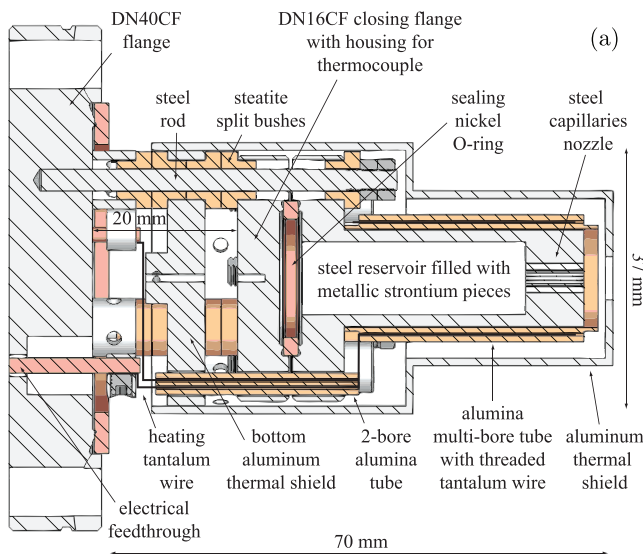 DN40CF
flange
DN16CF closing flange
with housing for
thermocouple
(a)
steel
rod
steatite
split bushes
sealing
nickel
O-ring
steel
capillaries
nozzle
20 mm
steel reservoir filled with
metallic strontium pieces
37 mm
heating
tantalum
wire
bottom
aluminum
thermal shield
2-bore
alumina
tube
alumina
multi-bore tube
with threaded
tantalum wire
aluminum
thermal
shield
electrical
feedthrough
70 mm